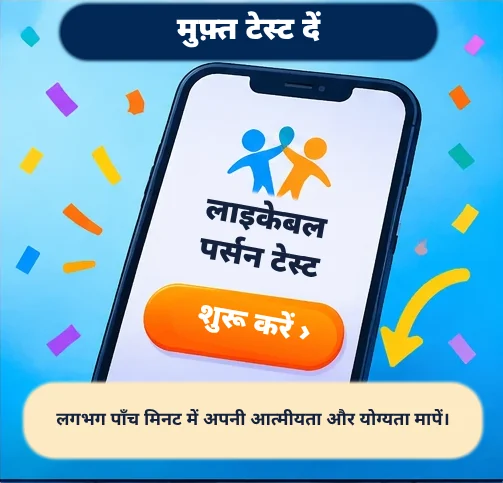 मुफ़्त टेस्ट दें
लाइकेबल
पर्सन टेस्ट
शुरू करें ›
लगभग पाँच मिनट में अपनी आत्मीयता और योग्यता मापें।